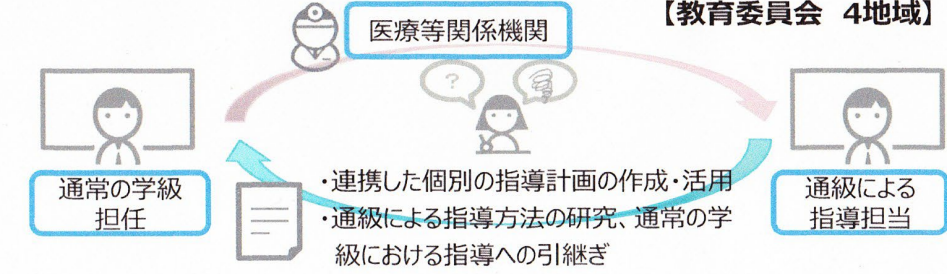 【教育委員会 4地域】
医療等関係機関
?
通常の学級
担任
・連携した個別の指導計画の作成・活用
・通級による指導方法の研究、通常の学
級における指導への引継ぎ
通級による
指導担当